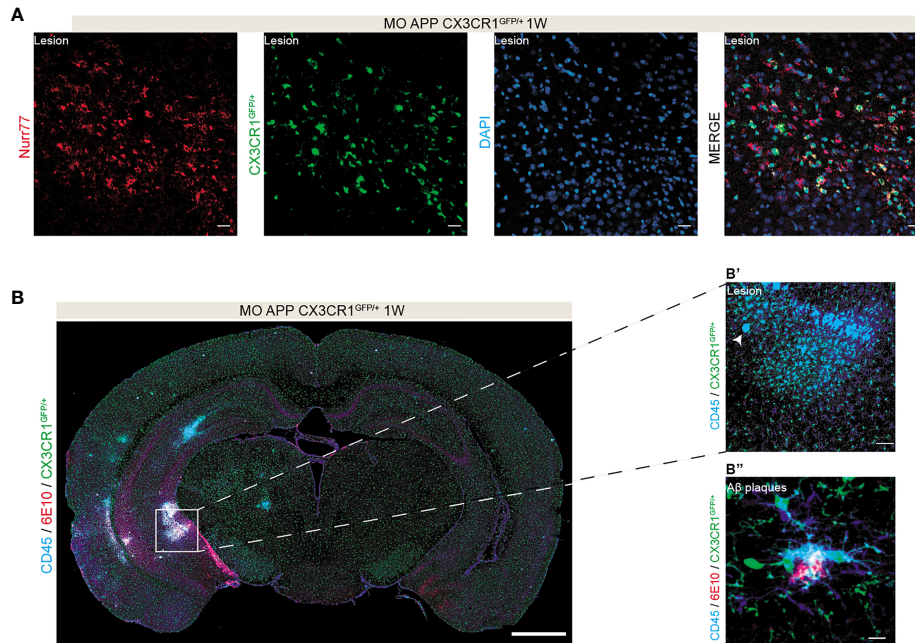 A
MO APP CX3CR1GFP/+ 1W
Nurr77
Lesion
CX3CR1GFP/+
Lesion
DAPI
Lesion
MERGE
Lesion
B
MO APP CX3CR1GFP/+ 1W
CD45 / 6E10 / CX3CR1GFP/+
B'
Lesion
CD45 / CX3CR1GFP/+
B"
Aβ plaques
CD45 / 6E10 / CX3CR1GFP/+